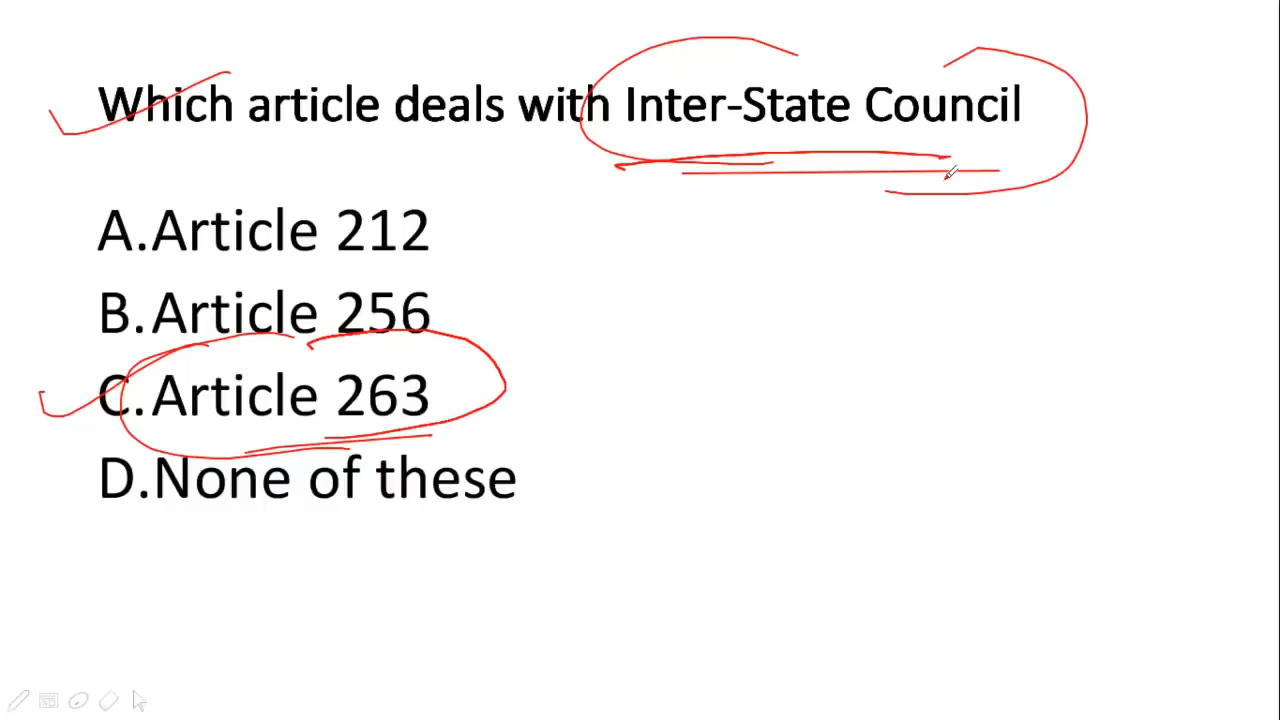 Which article deals with Inter-State Council
A.Article 212
B.Article 256
C.Article 263
D.None of these